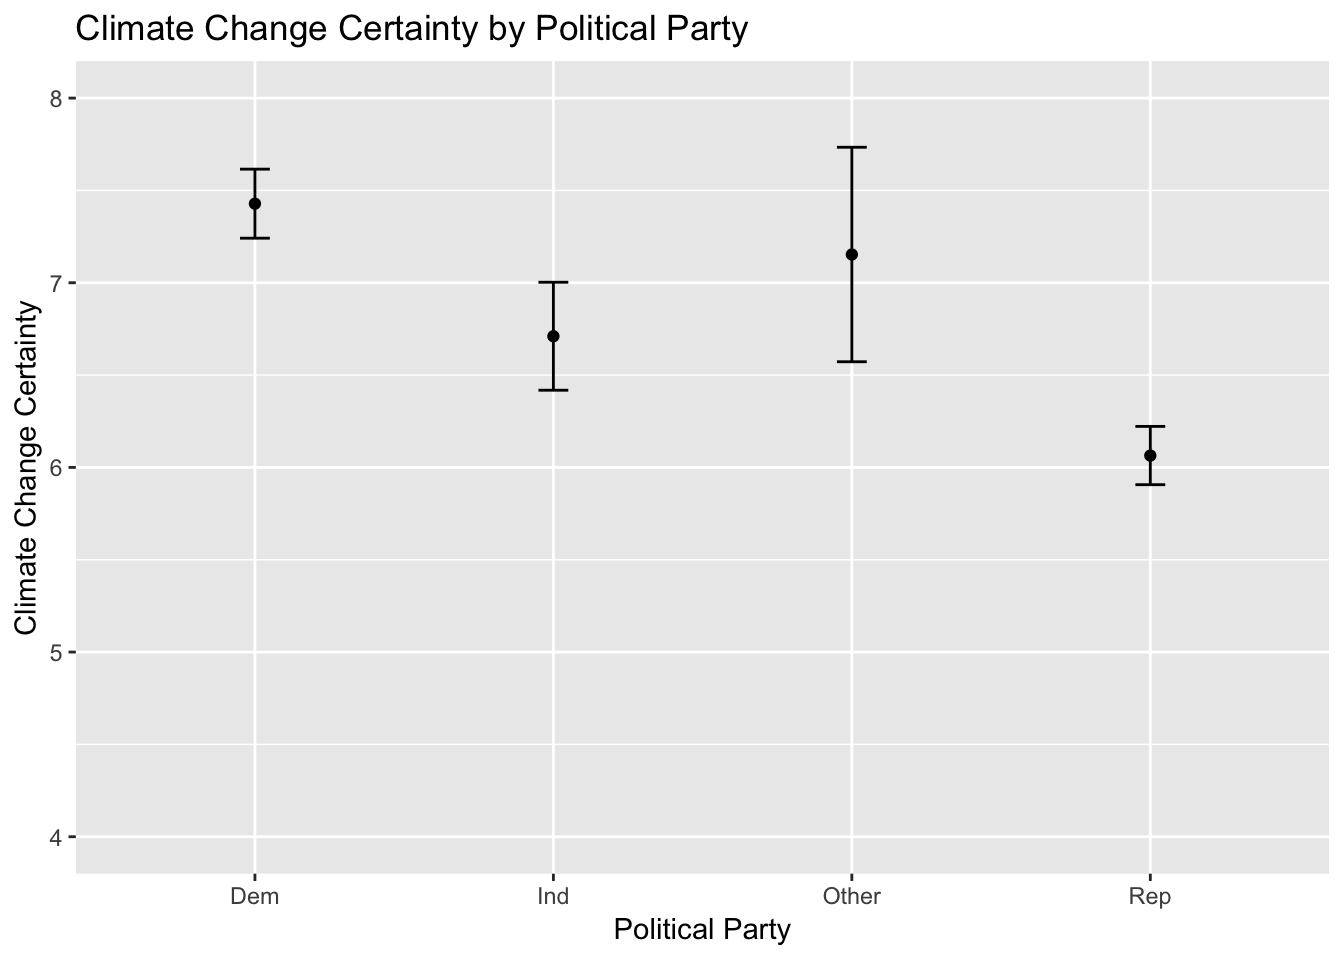 Climate Change Certainty by Political Party
Climate Change Certainty
8
7
6
5
4
Dem Ind Other Rep
Political Party